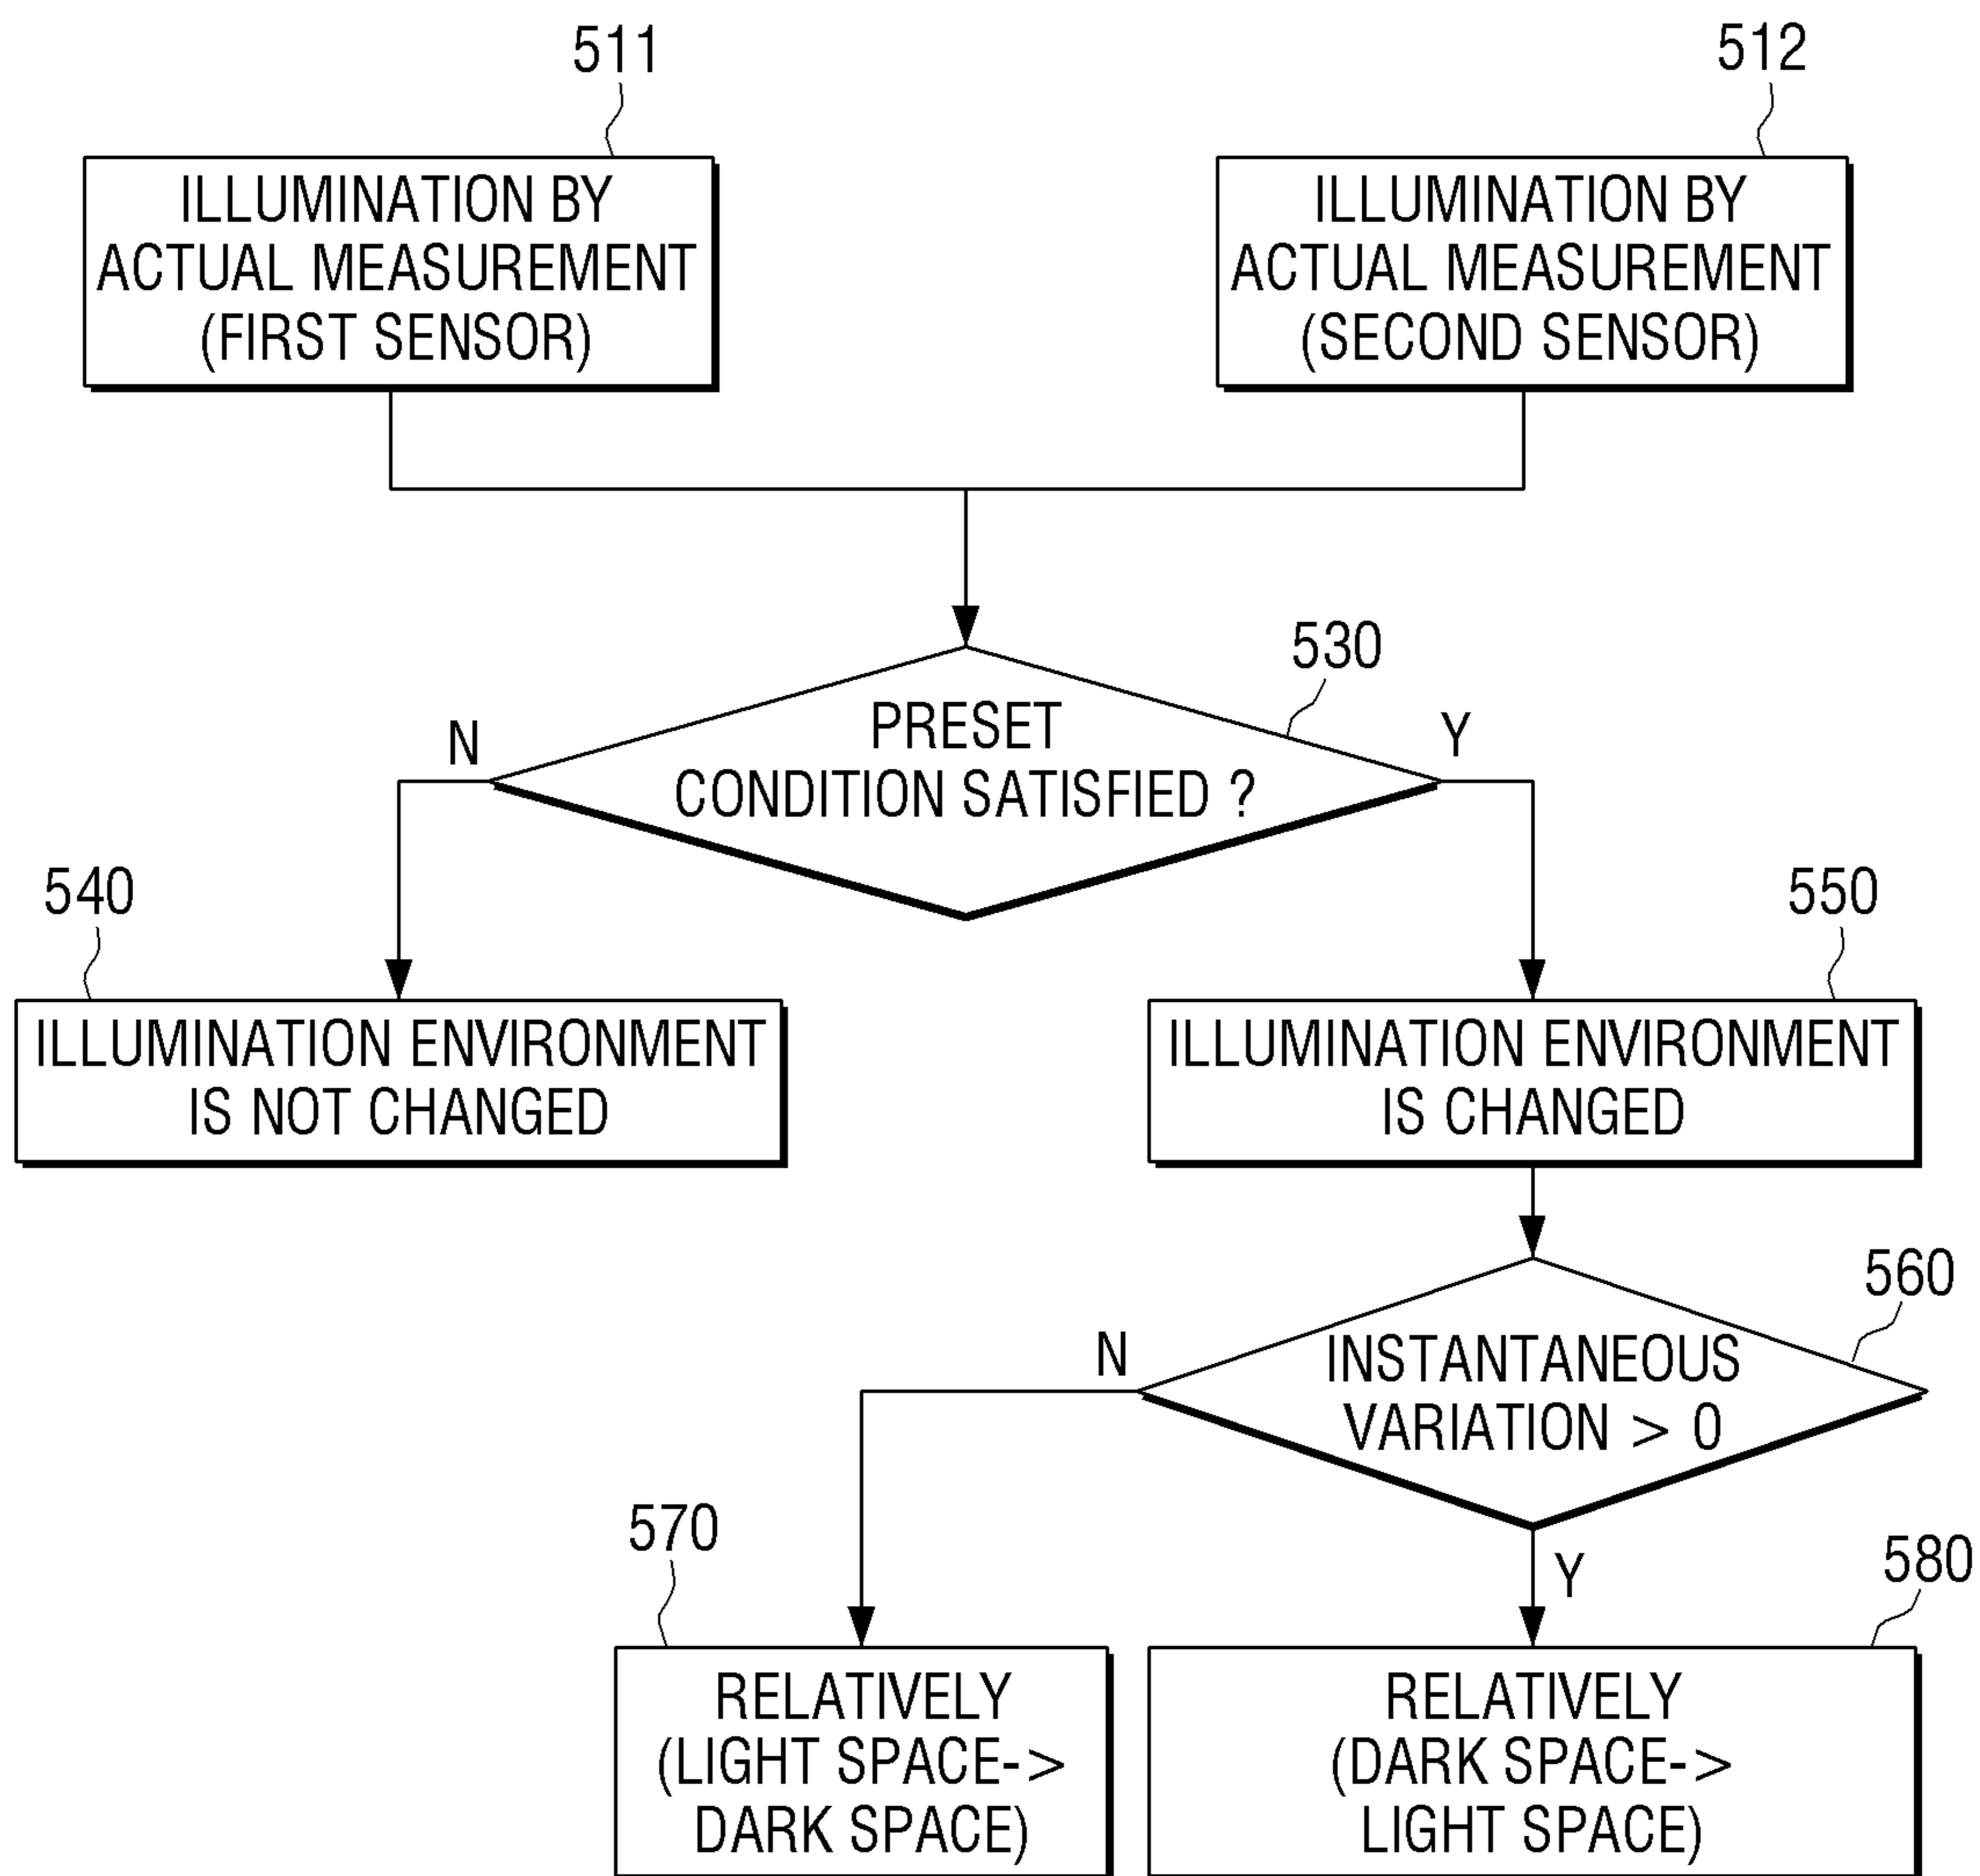 511
512
ILLUMINATION BY
ACTUAL MEASUREMENT
(FIRST SENSOR)
ILLUMINATION BY
ACTUAL MEASUREMENT
(SECOND SENSOR)
530
N
PRESET
CONDITION SATISFIED ?
Y
540
550
ILLUMINATION ENVIRONMENT
IS NOT CHANGED
ILLUMINATION ENVIRONMENT
IS CHANGED
560
N
INSTANTANEOUS
VARIATION > 0
570
Y
580
RELATIVELY
(LIGHT SPACE->
DARK SPACE)
RELATIVELY
(DARK SPACE->
LIGHT SPACE)